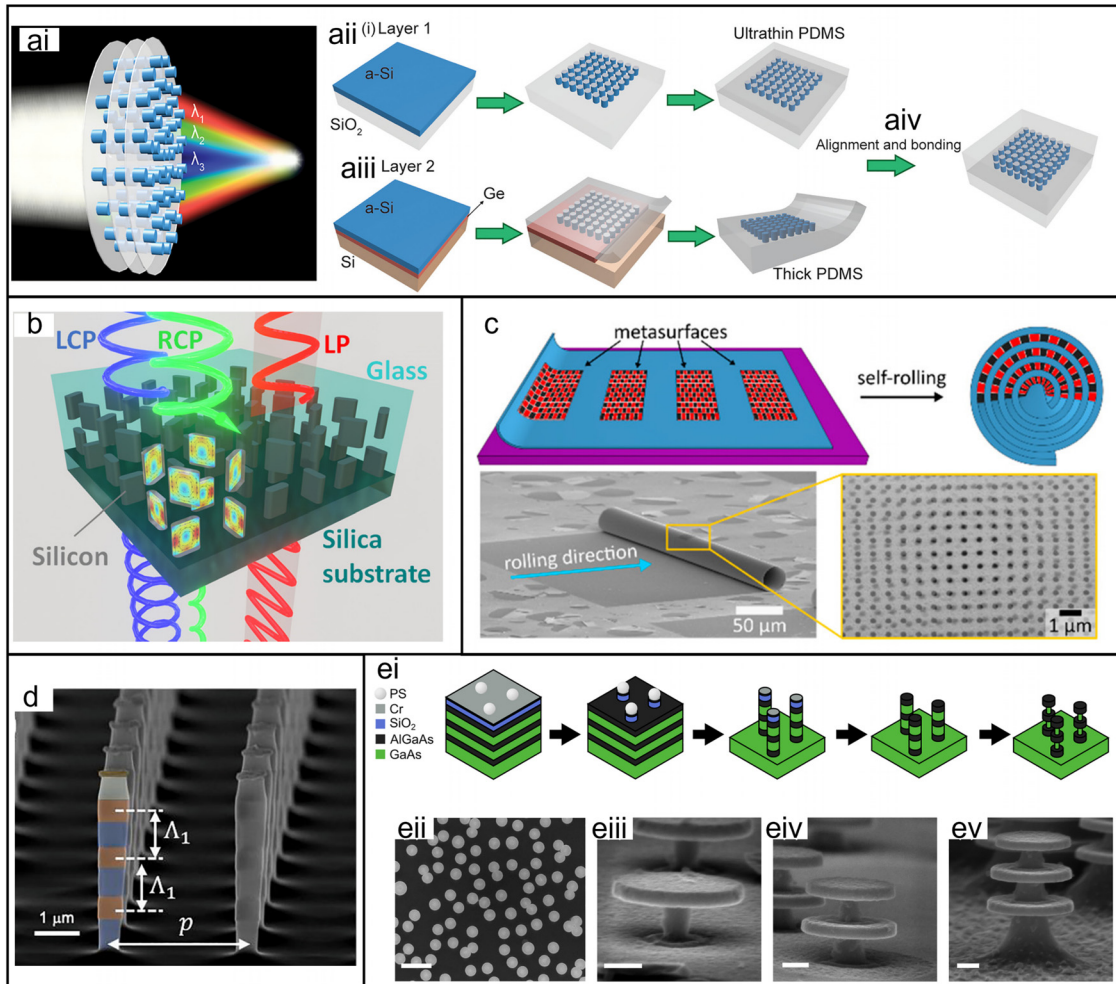 ai
λ1
λ2
λ3
aii
(i) Layer 1
a-Si
SiO2
Ultrathin PDMS
aiii
Layer 2
Ge
a-Si
Si
Thick PDMS
aiv
Alignment and bonding
b
LCP
RCP
LP
Glass
Silicon
Silica
substrate
c
metasurfaces
self-rolling
rolling direction
50 μm
1 μm
d
Λ1
Λ1
1 μm
p
ei
PS
Cr
SiO2
AlGaAs
GaAs
eii
eiii
eiv
ev